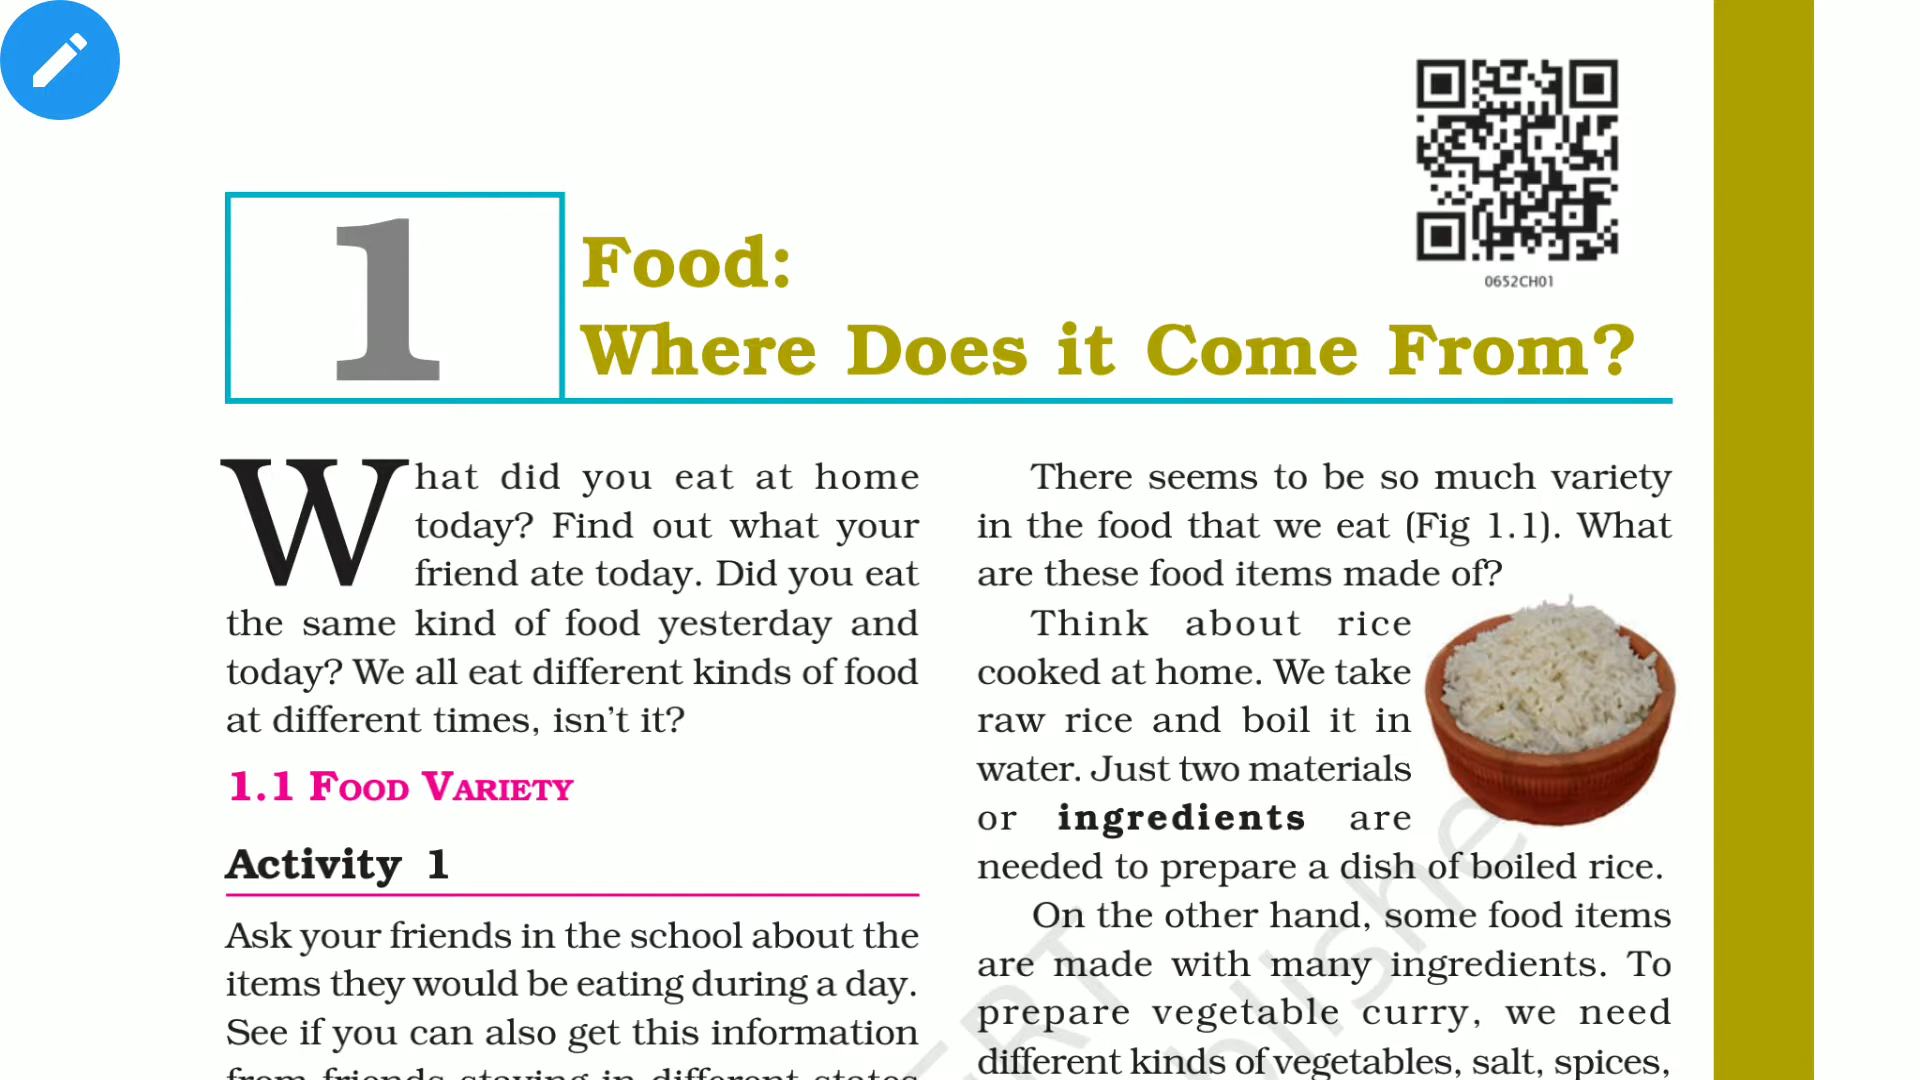 0652CH01
1
Food:
Where Does it Come From?
What did you eat at home
today? Find out what your
friend ate today. Did you eat
the same kind of food yesterday and
today? We all eat different kinds of food
at different times, isn't it?
1.1 FOOD VARIETY
Activity 1
Ask your friends in the school about the
items they would be eating during a day.
See if you can also get this information
from friends staying in different states
There seems to be so much variety
in the food that we eat (Fig 1.1). What
are these food items made of?
Think about rice
cooked at home. We take
raw rice and boil it in
water. Just two materials
or ingredients are
needed to prepare a dish of boiled rice.
On the other hand, some food items
are made with many ingredients. To
prepare vegetable curry, we need
different kinds of vegetables, salt, spices,